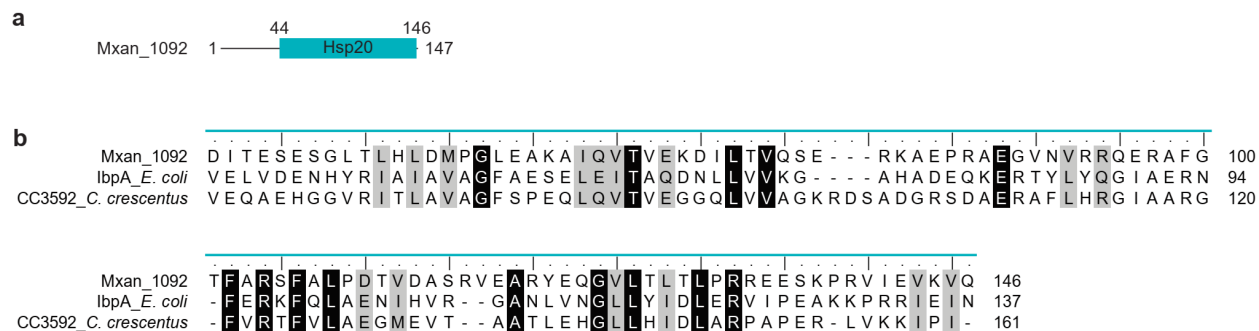 a
44 146
Mxan_1092 1 Hsp20 147
b
Mxan_1092 D I T E S E S G L T L H L D M P G L E A K A I Q V T V E K D I L T V Q S E - - - R K A E P R A E G V N V R R Q E R A F G 100
IbpA_E. coli V E L V D E N H Y R I A I A V A G F A E S E L E I T A Q D N L L V V K G - - - - A H A D E Q K E R T Y L Y Q G I A E R N 94
CC3592_C. crescentus V E Q A E H G G V R I T L A V A G F S P E Q L Q V T V E G G Q L V V A G K R D S A D G R S D A E R A F L H R G I A A R G 120
Mxan_1092 T F A R S F A L P D T V D A S R V E A R Y E Q G V L T L T L P R R E E S K P R V I E V K V Q 146
IbpA_E. coli - F E R K F Q L A E N I H V R - - G A N L V N G L L Y I D L E R V I P E A K K P R R I E I N 137
CC3592_C. crescentus - F V R T F V L A E G M E V T - - A A T L E H G L L H I D L A R P A P E R - L V K K I P I - 161